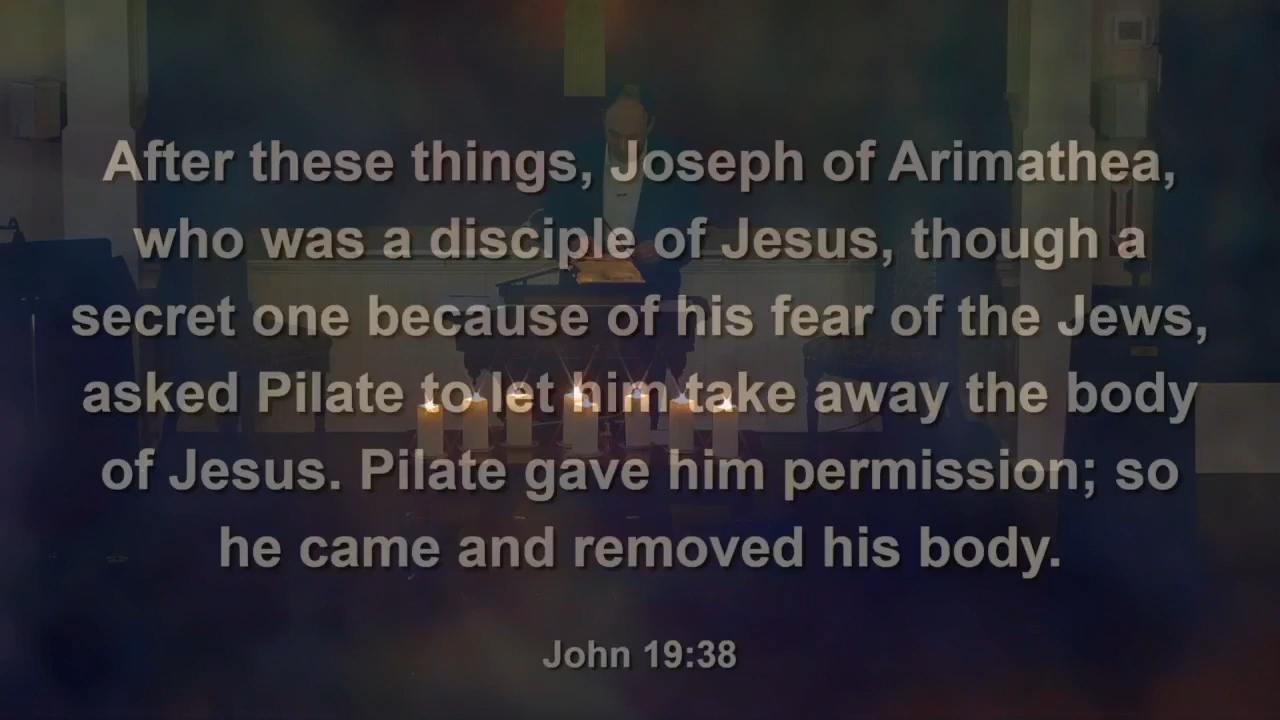 After these things, Joseph of Arimathea,
who was a disciple of Jesus, though a
secret one because of his fear of the Jews,
asked Pilate to let him take away the body
of Jesus. Pilate gave him permission; so
he came and removed his body.
John 19:38